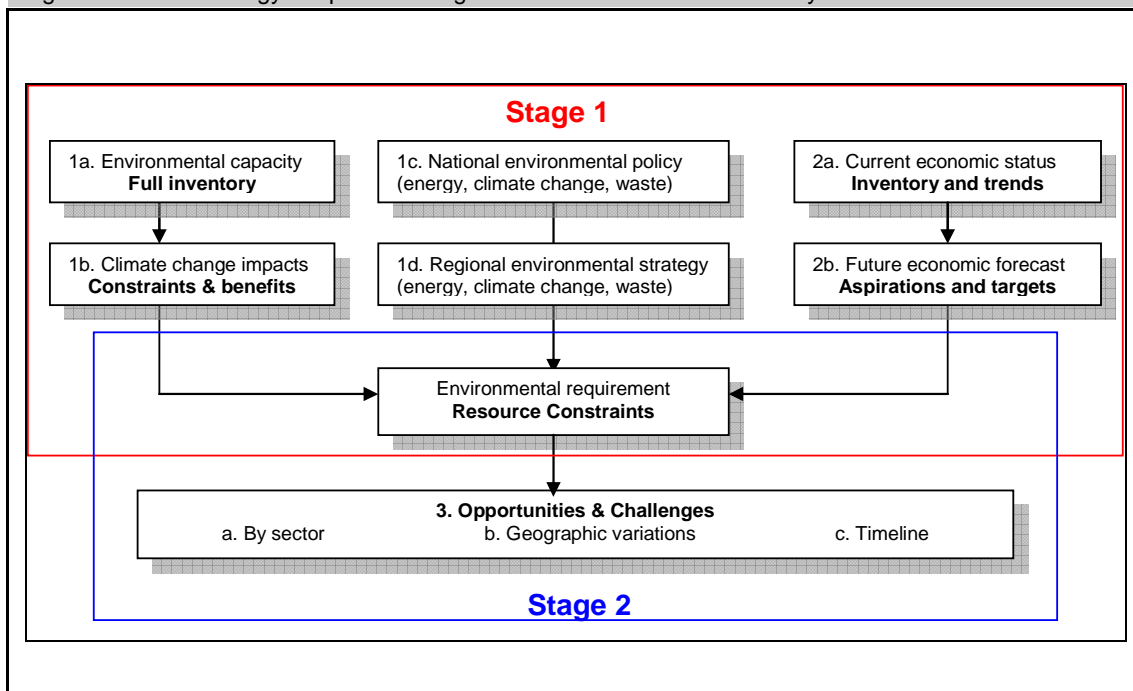 Stage 1
1a. Environmental capacity
Full inventory
1c. National environmental policy
(energy, climate change, waste)
2a. Current economic status
Inventory and trends
1b. Climate change impacts
Constraints & benefits
1d. Regional environmental strategy
(energy, climate change, waste)
2b. Future economic forecast
Aspirations and targets
Environmental requirement
Resource Constraints
3. Opportunities & Challenges
a. By sector b. Geographic variations c. Timeline
Stage 2